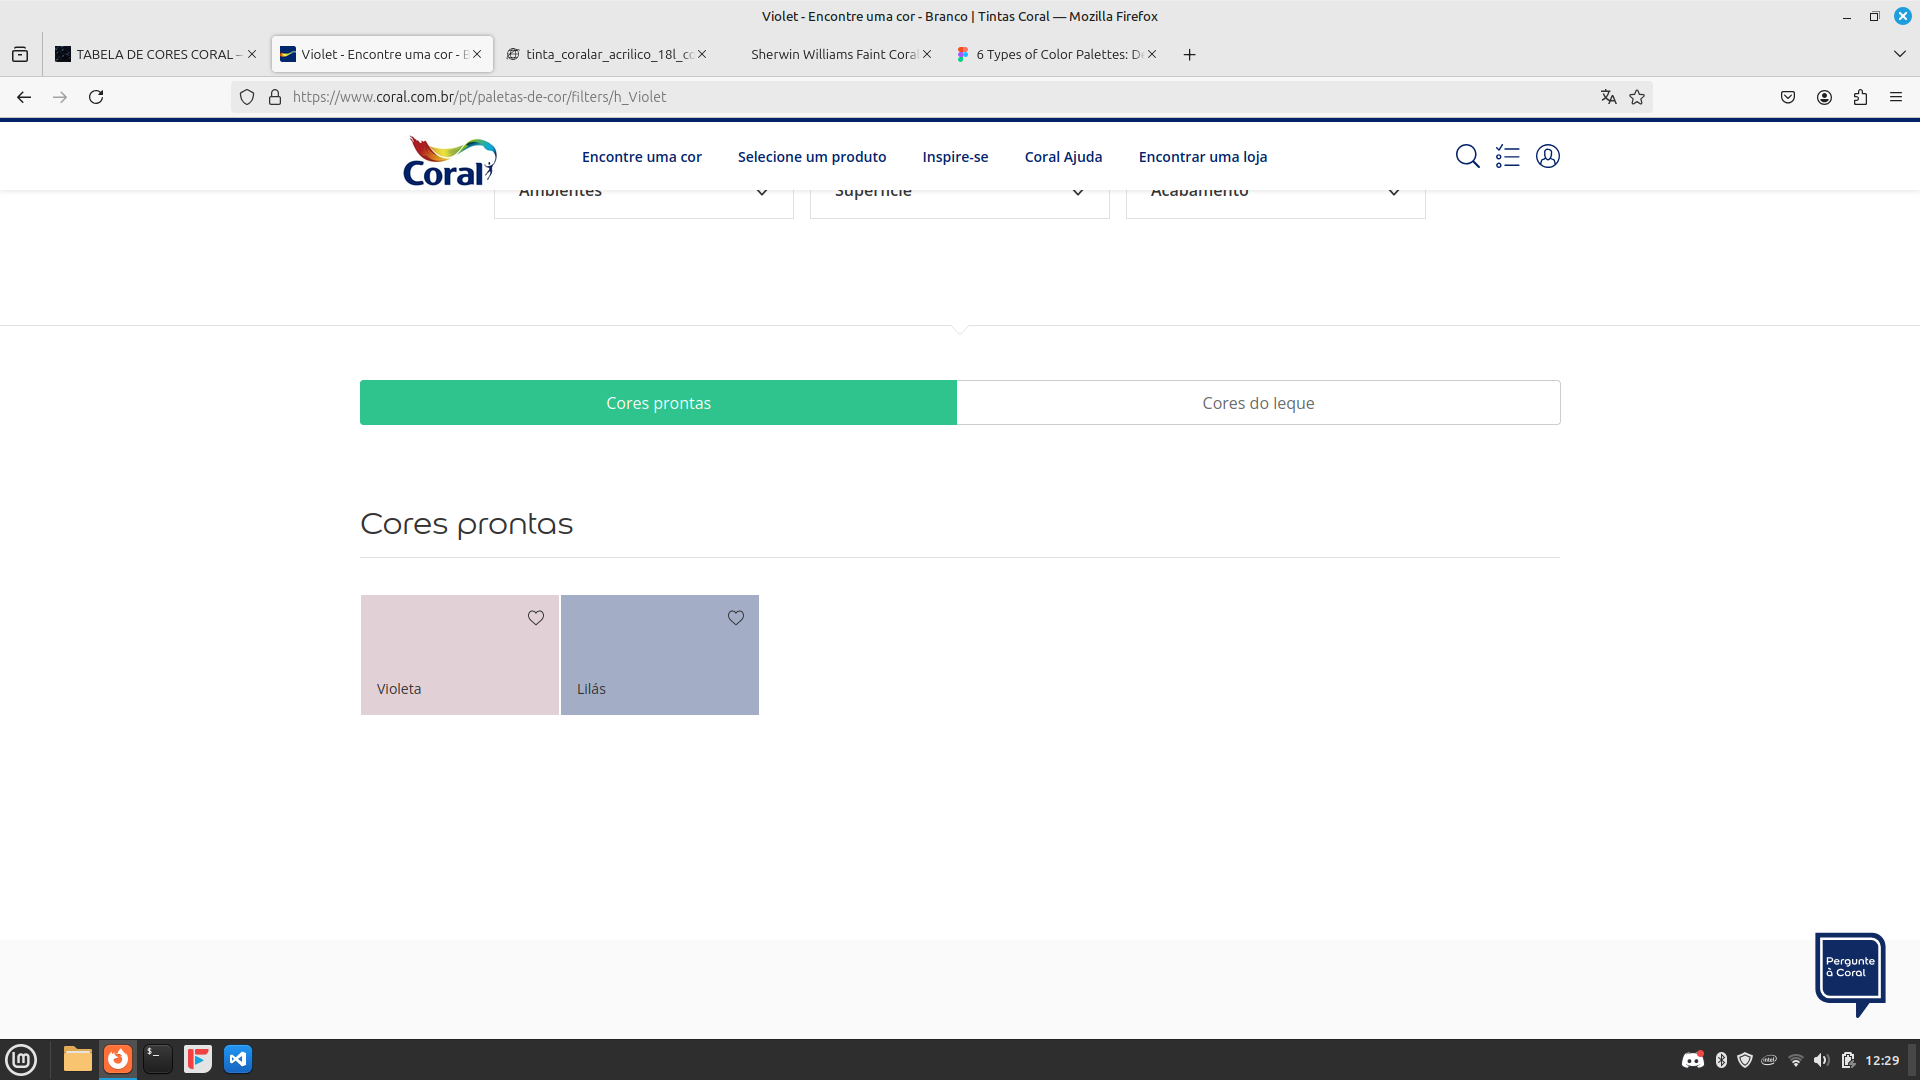 Violet - Encontre uma cor - Branco | Tintas Coral — Mozilla Firefox
TABELA DE CORES CORAL –
Violet - Encontre uma cor - B
tinta_coralar_acrilico_18l_co
Sherwin Williams Faint Coral
6 Types of Color Palettes: De
https://www.coral.com.br/pt/paletas-de-cor/filters/h_Violet
Coral
Encontre uma cor
Selecione um produto
Inspire-se
Coral Ajuda
Encontrar uma loja
Ambientes
Superfície
Acabamento
Cores prontas
Cores do leque
Cores prontas
Violeta
Lilás
Pergunte
à Coral
12:29